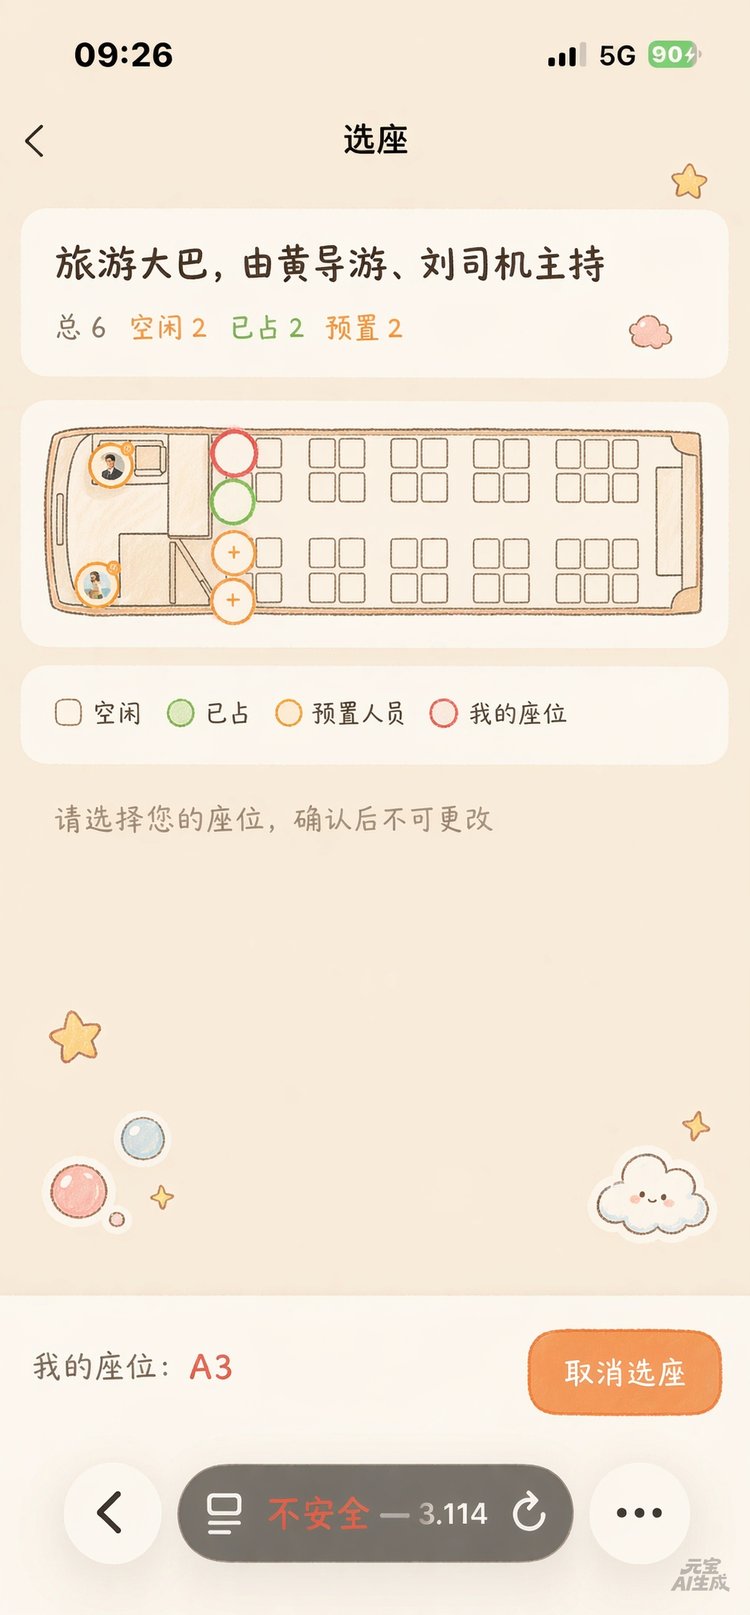 09:26 5G 90
选座
旅游大巴，由黄导游、刘司机主持
总 6 空闲 2 已占 2 预置 2
+
+
空闲 已占 预置人员 我的座位
请选择您的座位，确认后不可更改
我的座位：A3 取消选座
不安全 — 3.114
元宝
AI生成